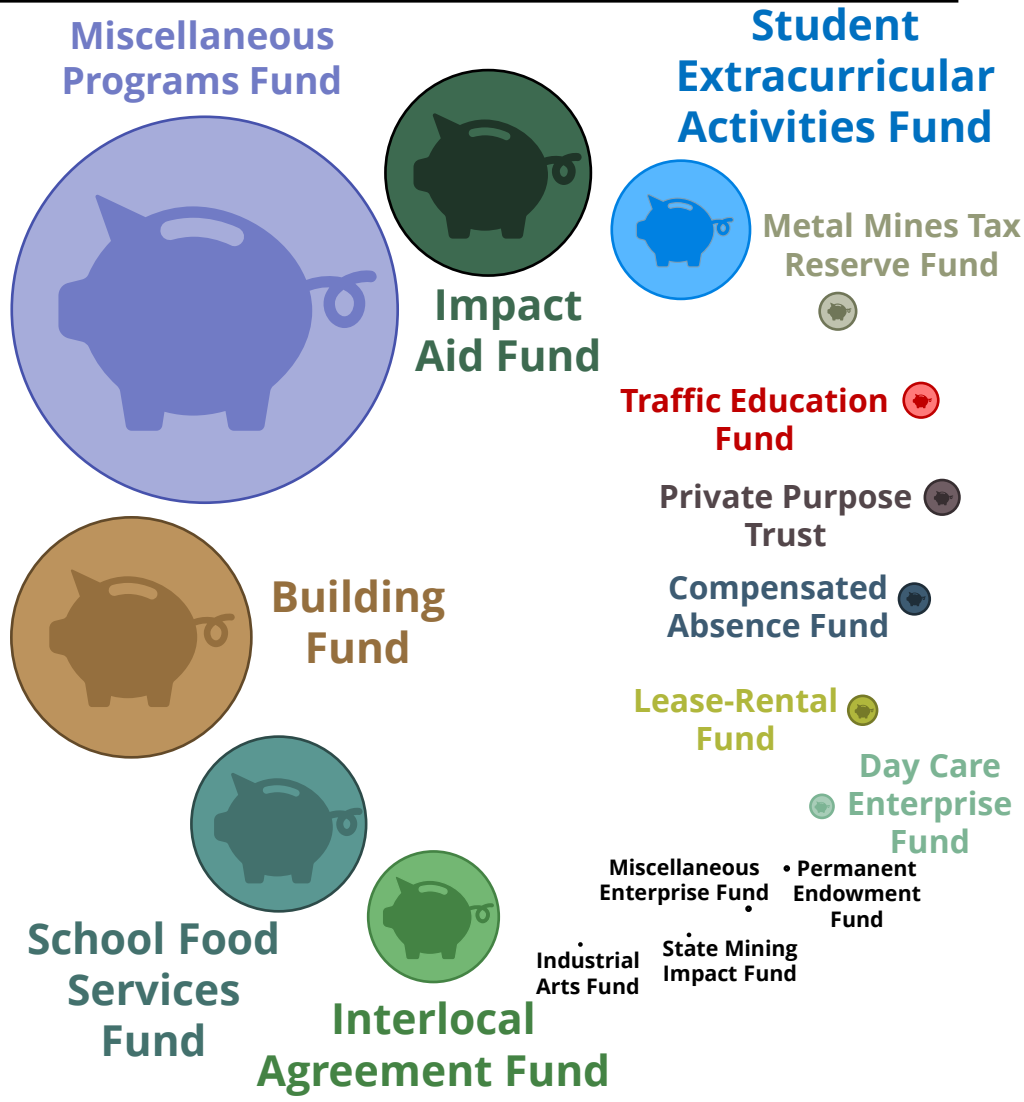 Miscellaneous
Programs Fund
Student
Extracurricular
Activities Fund
Metal Mines Tax
Reserve Fund
Impact
Aid Fund
Traffic Education
Fund
Private Purpose
Trust
Building
Fund
Compensated
Absence Fund
Lease-Rental
Fund
Day Care
Enterprise
Fund
Miscellaneous
Enterprise Fund
Permanent
Endowment
Fund
School Food
Services
Fund
Industrial
Arts Fund
State Mining
Impact Fund
Interlocal
Agreement Fund